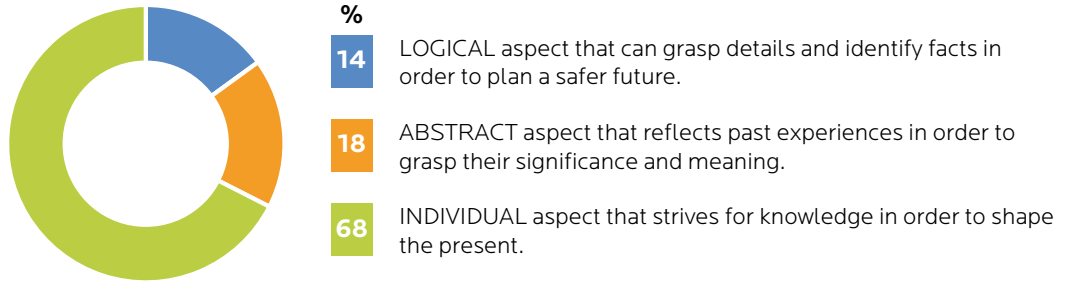 %
14
LOGICAL aspect that can grasp details and identify facts in
order to plan a safer future.
18
ABSTRACT aspect that reflects past experiences in order to
grasp their significance and meaning.
68
INDIVIDUAL aspect that strives for knowledge in order to shape
the present.